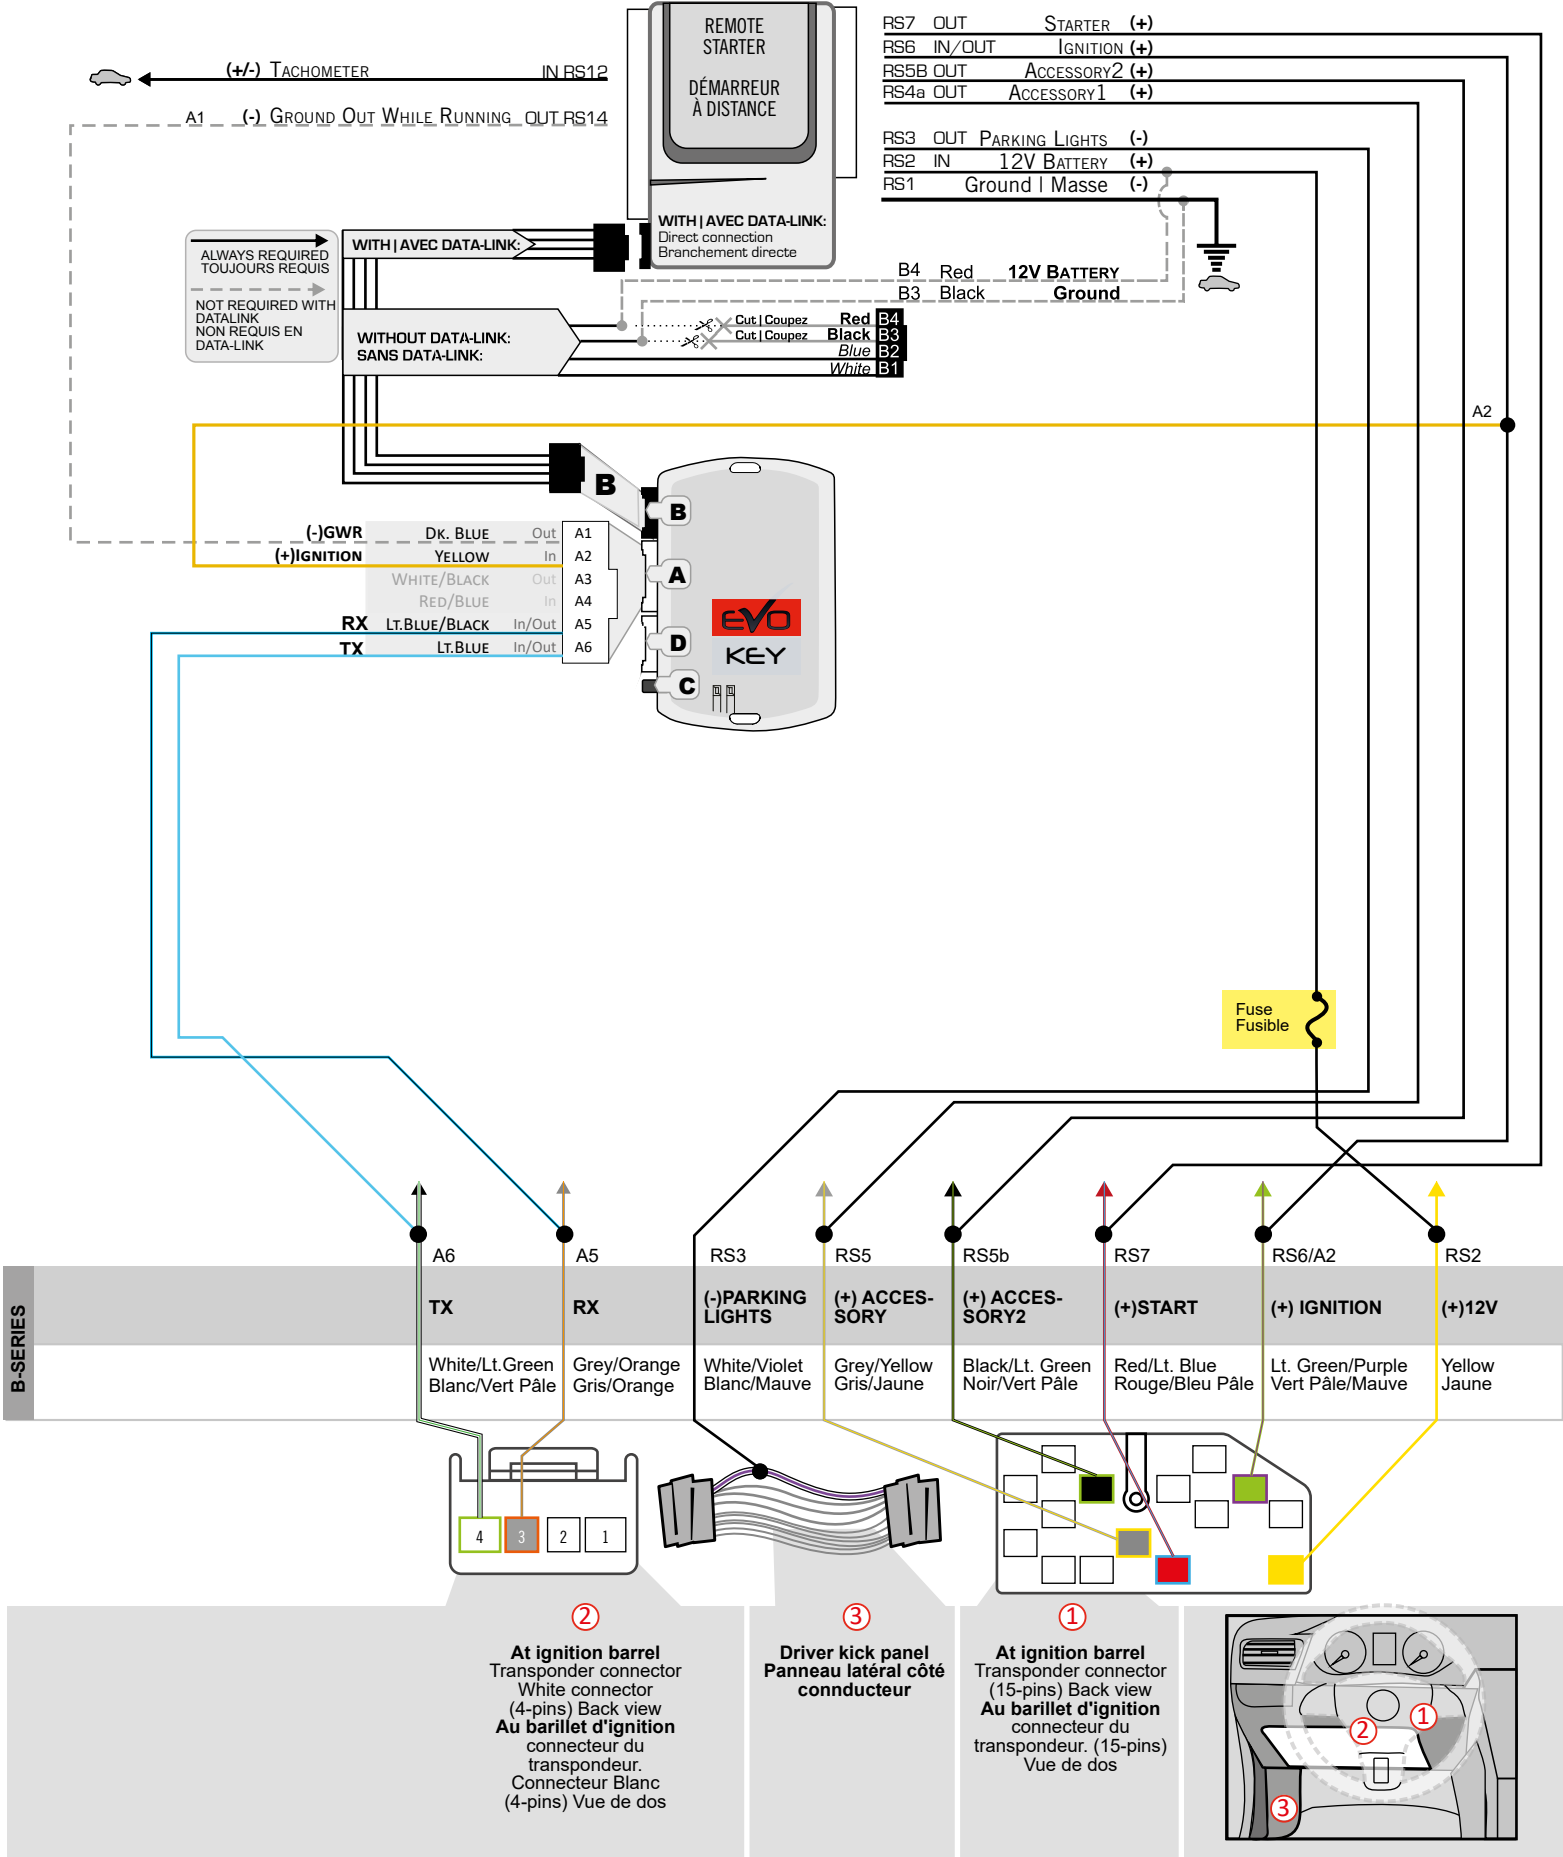 REMOTE
STARTER
DÉMARREUR
À DISTANCE
WITH | AVEC DATA-LINK:
Direct connection
Branchement directe
(+/-) TACHOMETER IN RS12
A1 (-) GROUND OUT WHILE RUNNING OUT RS14
RS7 OUT STARTER (+)
RS6 IN/OUT IGNITION (+)
RS5B OUT ACCESSORY2 (+)
RS4a OUT ACCESSORY1 (+)
RS3 OUT PARKING LIGHTS (-)
RS2 IN 12V BATTERY (+)
RS1 Ground | Masse (-)
ALWAYS REQUIRED
TOUJOURS REQUIS
NOT REQUIRED WITH
DATALINK
NON REQUIS EN
DATA-LINK
WITH | AVEC DATA-LINK:
B4 Red 12V BATTERY
B3 Black Ground
WITHOUT DATA-LINK:
SANS DATA-LINK:
Cut | Coupez Red B4
Cut | Coupez Black B3
Blue B2
White B1
A2
B
B
A
D
C
EVO
KEY
(-)GWR DK. BLUE Out A1
(+)IGNITION YELLOW In A2
WHITE/BLACK Out A3
RED/BLUE In A4
RX LT.BLUE/BLACK In/Out A5
TX LT.BLUE In/Out A6
Fuse
Fusible
B-SERIES
A6 A5 RS3 RS5 RS5b RS7 RS6/A2 RS2
TX
RX
(-)PARKING
LIGHTS
(+) ACCES-
SORY
(+) ACCES-
SORY2
(+)START
(+) IGNITION
(+)12V
White/Lt.Green
Blanc/Vert Pâle
Grey/Orange
Gris/Orange
White/Violet
Blanc/Mauve
Grey/Yellow
Gris/Jaune
Black/Lt. Green
Noir/Vert Pâle
Red/Lt. Blue
Rouge/Bleu Pâle
Lt. Green/Purple
Vert Pâle/Mauve
Yellow
Jaune
4 3 2 1
2
At ignition barrel
Transponder connector
White connector
(4-pins) Back view
Au barillet d'ignition
connecteur du
transpondeur.
Connecteur Blanc
(4-pins) Vue de dos
3
Driver kick panel
Panneau latéral côté
connducteur
1
At ignition barrel
Transponder connector
(15-pins) Back view
Au barillet d'ignition
connecteur du
transpondeur. (15-pins)
Vue de dos
1
2
3